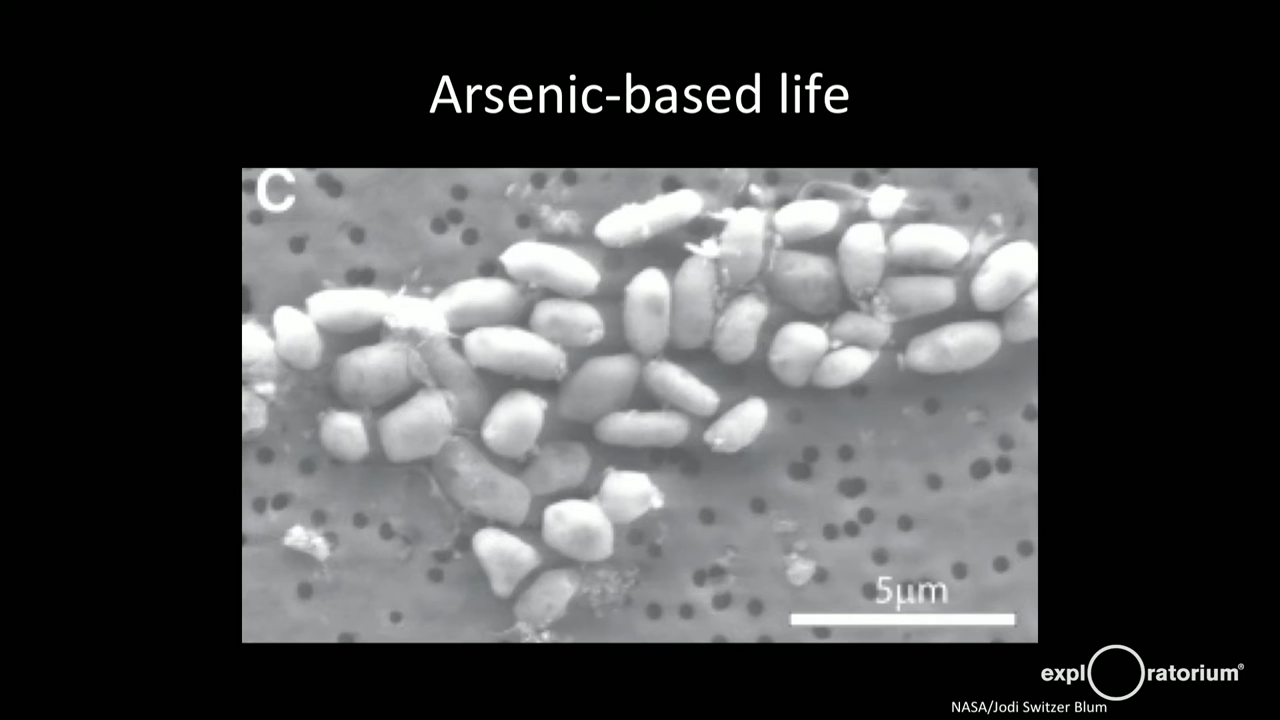 Arsenic-based life
C
5μm
expl ratorium®
NASA/Jodi Switzer Blum